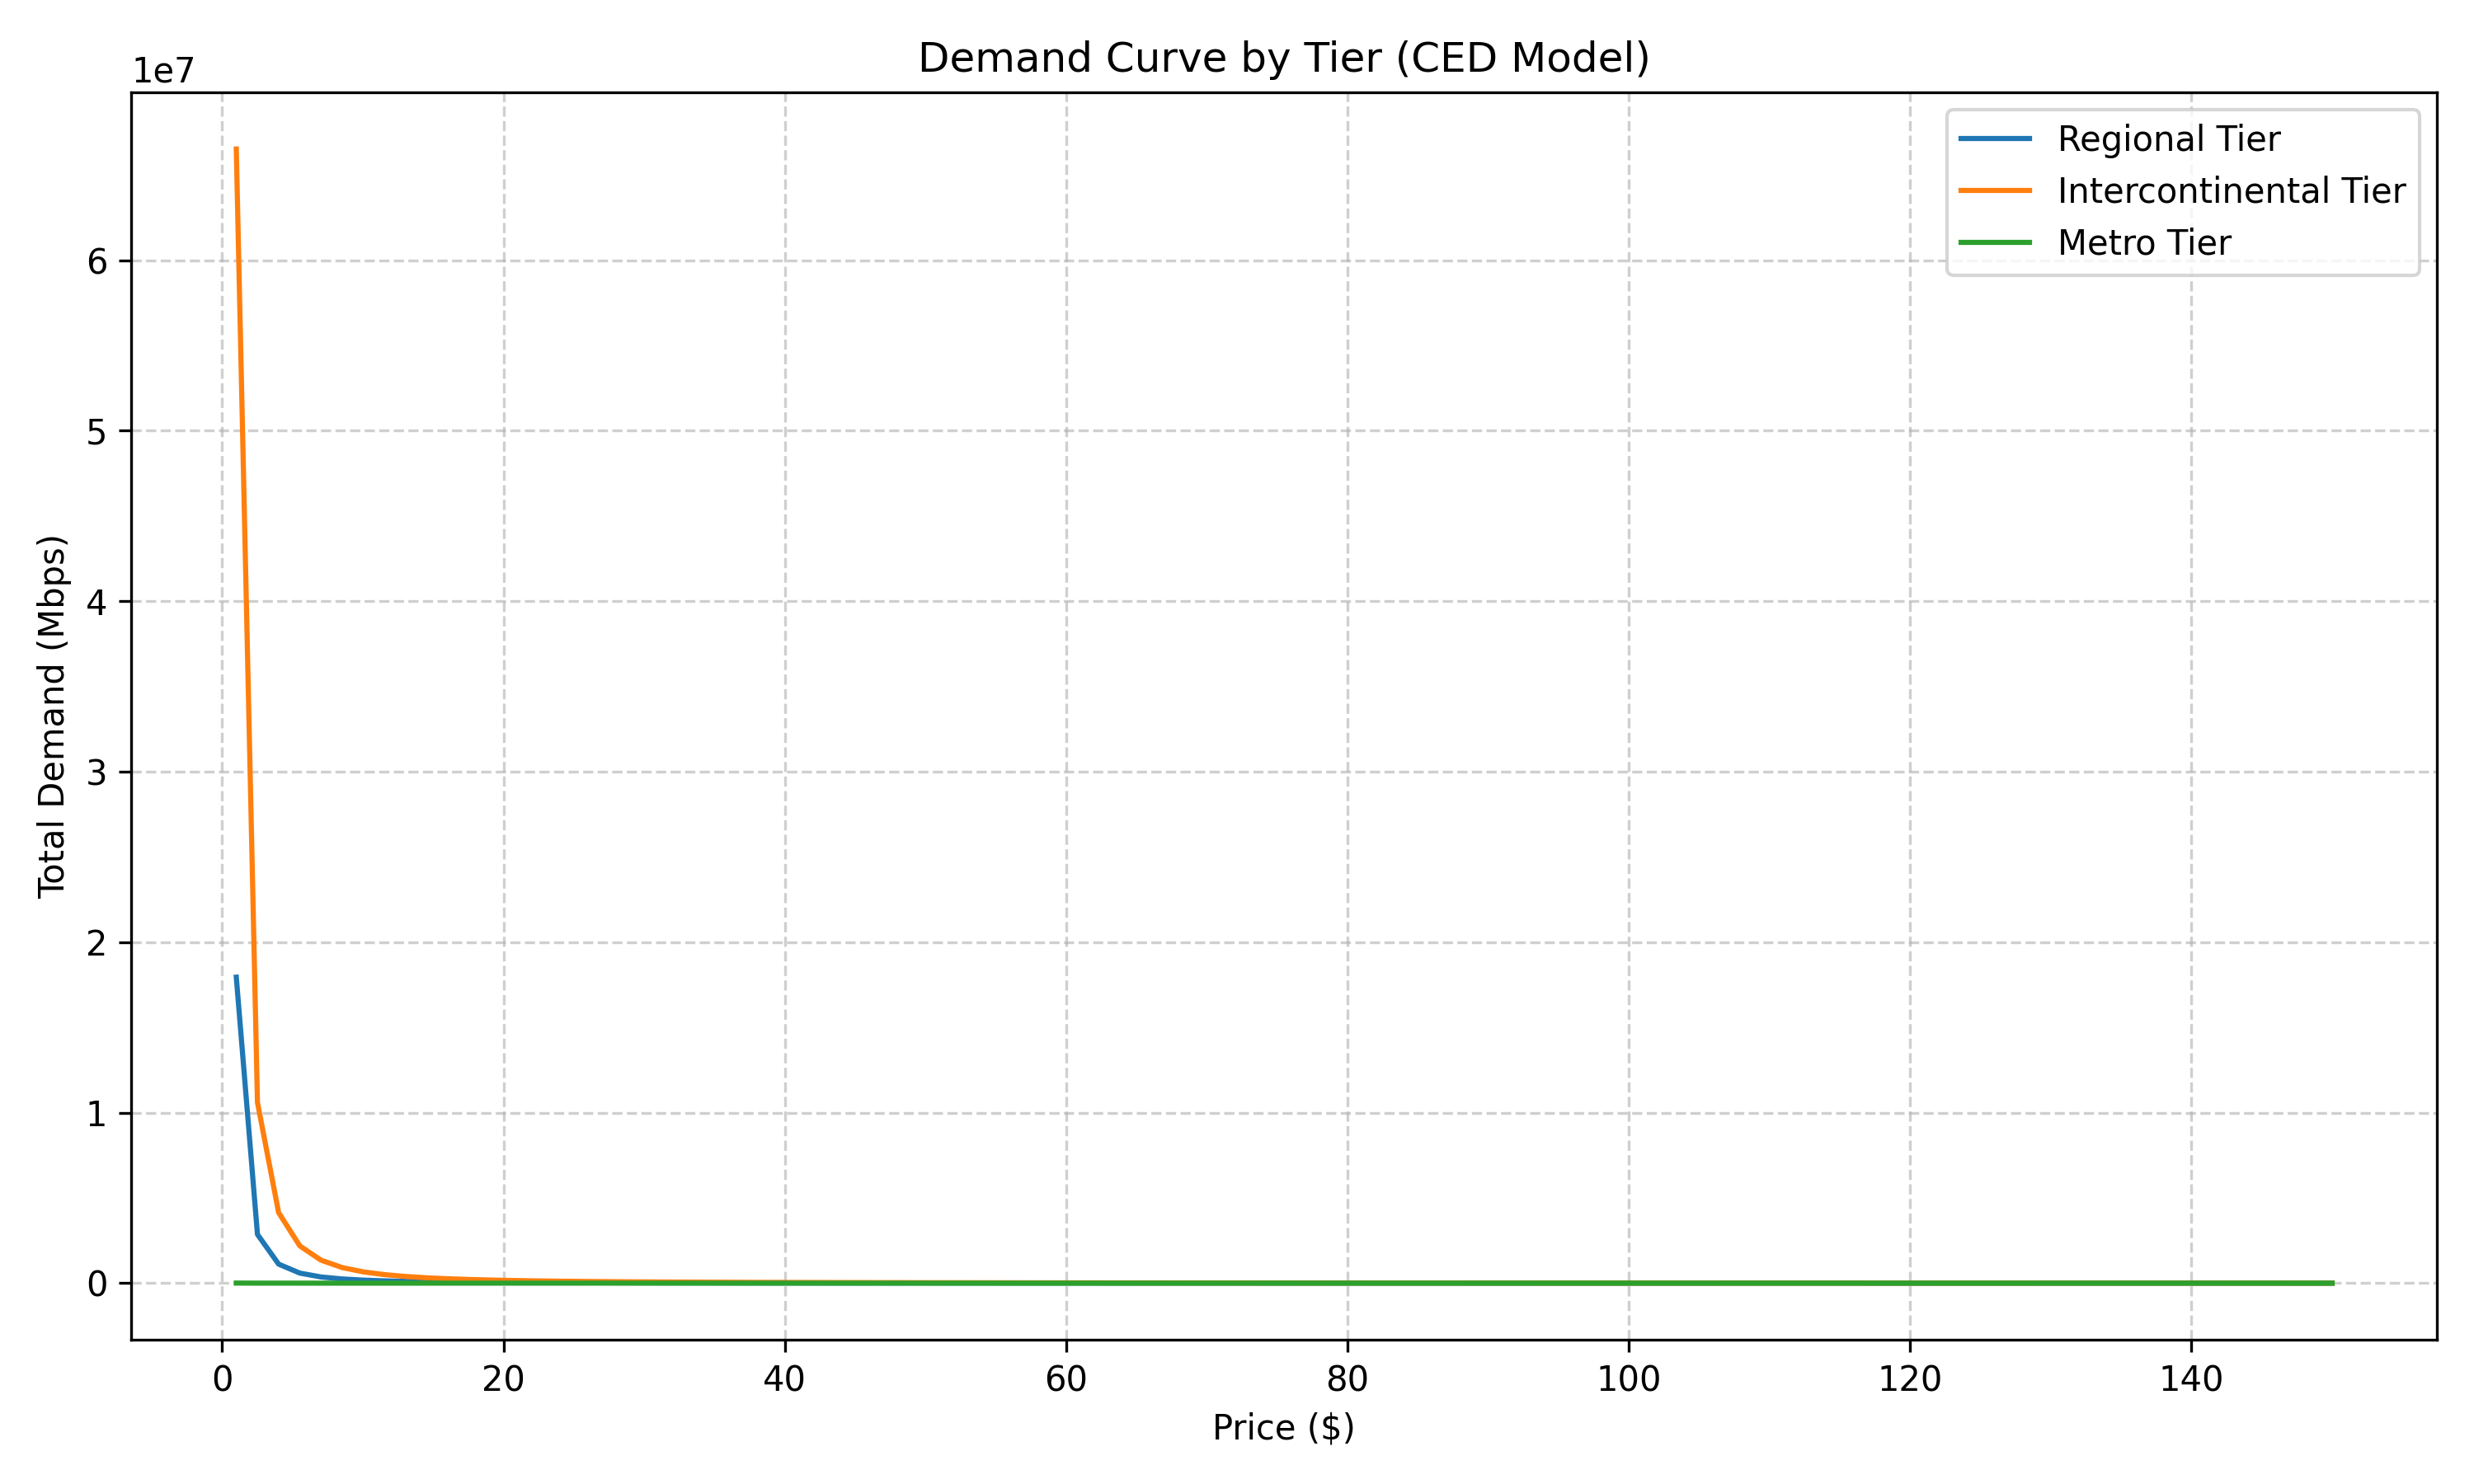 Demand Curve by Tier (CED Model)
1e7
Regional Tier
Intercontinental Tier
Metro Tier
6
5
4
3
2
1
0
Total Demand (Mbps)
0 20 40 60 80 100 120 140
Price ($)